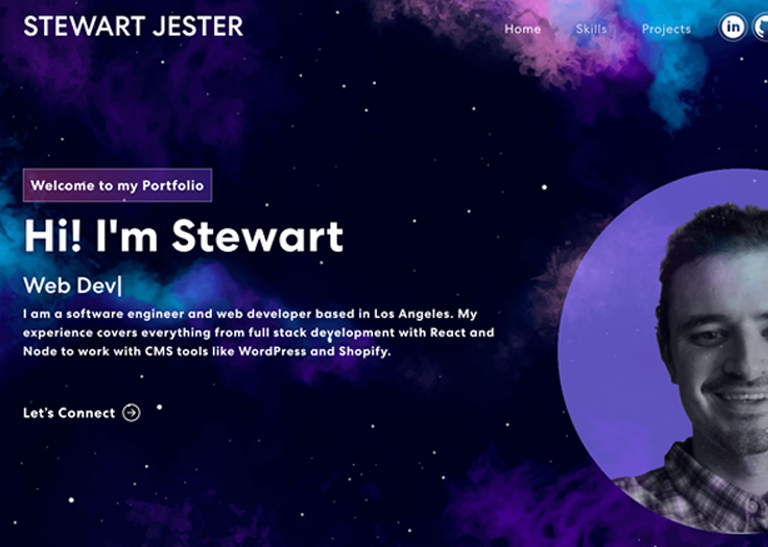 STEWART JESTER
Home Skills Projects in
Welcome to my Portfolio
Hi! I'm Stewart
Web Dev|
I am a software engineer and web developer based in Los Angeles. My
experience covers everything from full stack development with React and
Node to work with CMS tools like WordPress and Shopify.
Let's Connect